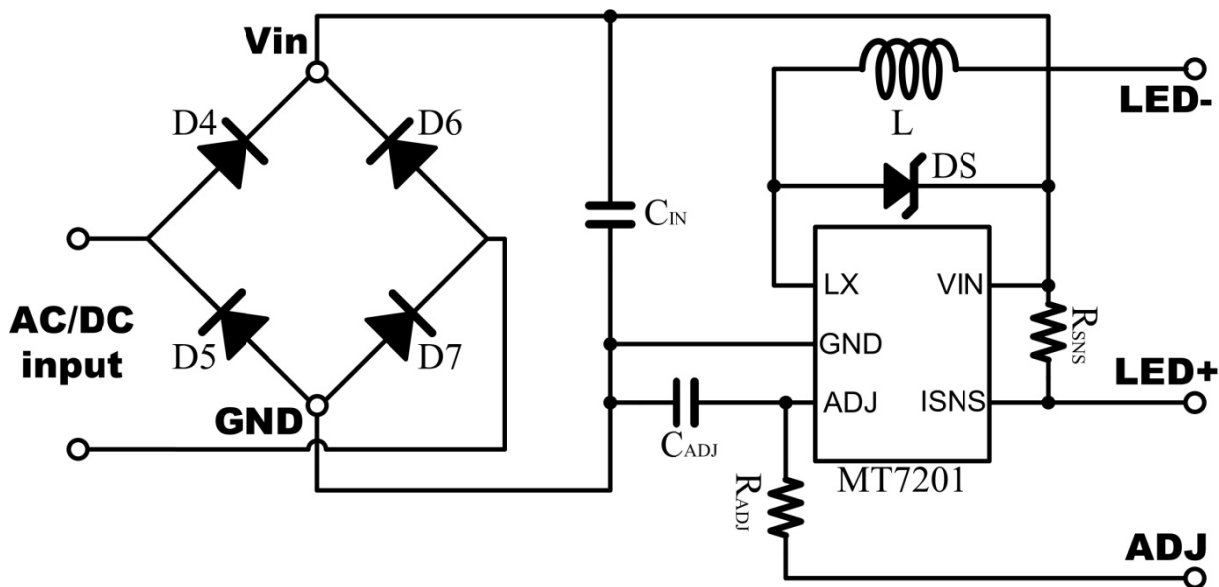 Vin
D4
D6
D5
D7
AC/DC
input
GND
CIN
L
DS
LED-
LX
VIN
GND
ADJ
ISNS
RSNS
LED+
CADJ
MT7201
RADJ
ADJ